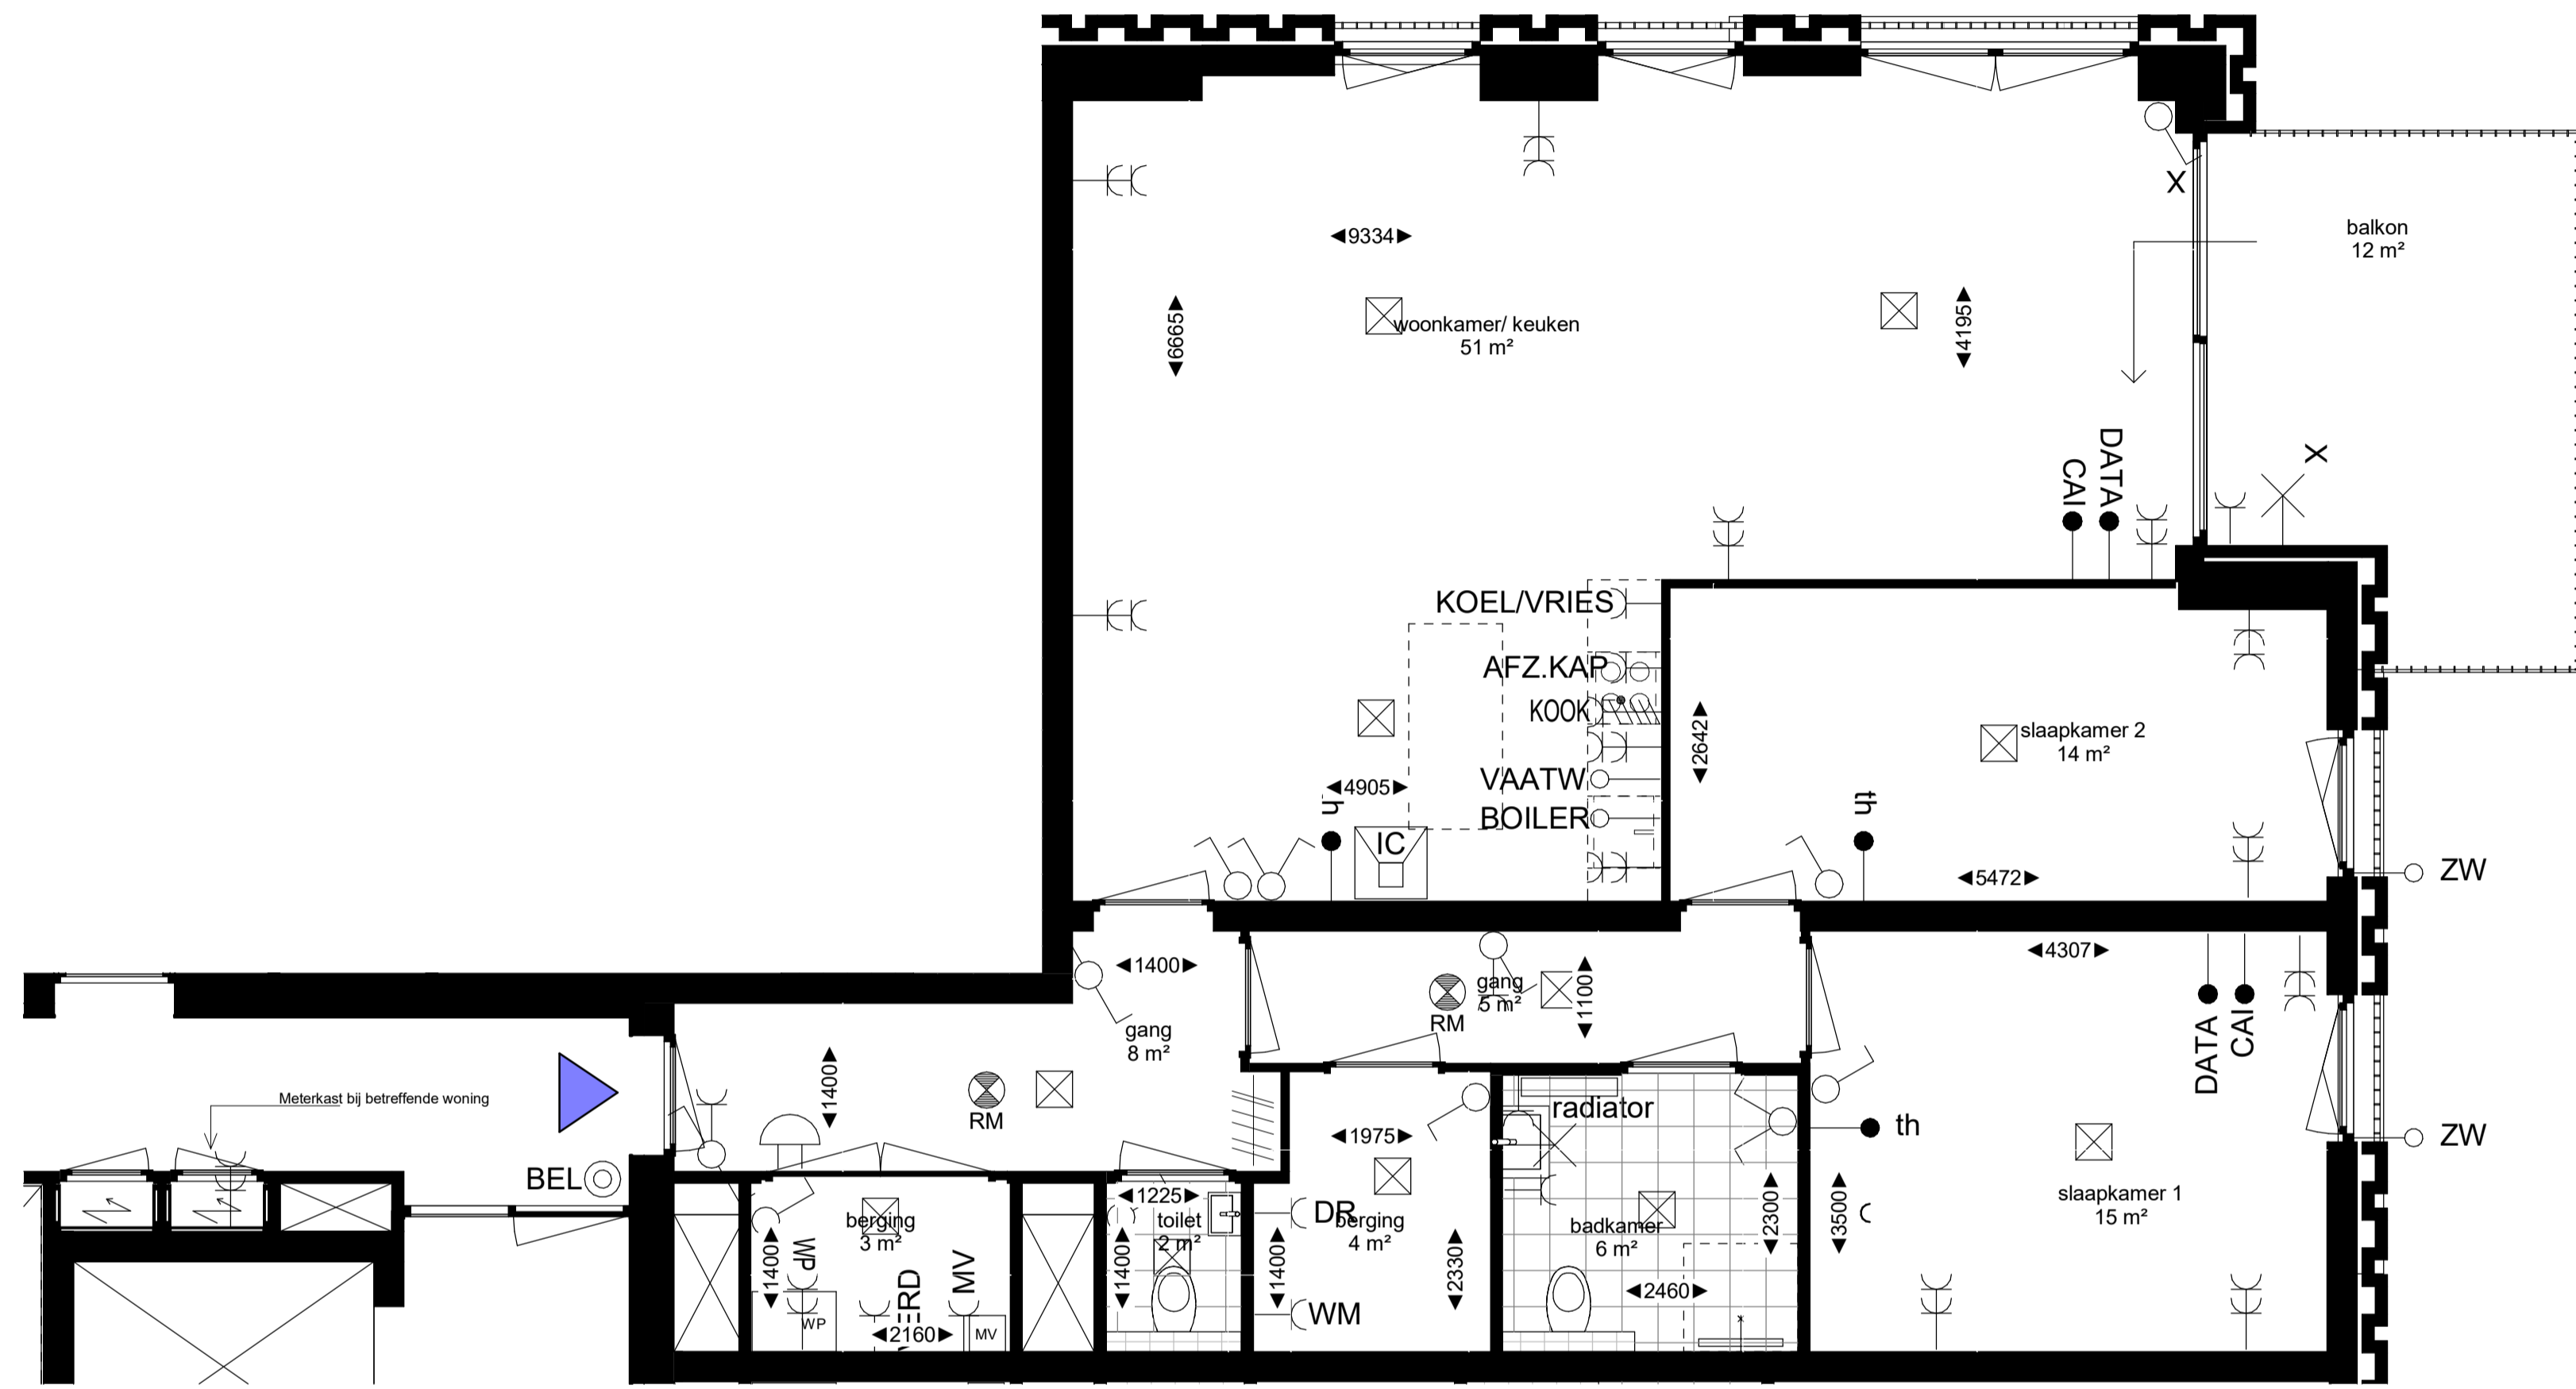 X
balkon
12 m²
◄9334►
◄6665►
woonkamer/ keuken
51 m²
◄4195►
DATA
CAI
X
KOEL/VRIES
AFZ.KAP
KOOK
◄2642►
slaapkamer 2
14 m²
VAATW
◄4905►
BOILER
th
IC
◄5472►
ZW
◄1400►
gang
5 m²
◄1100►
RM
◄4307►
gang
8 m²
◄1400►
RM
DATA
CAI
Meterkast bij betreffende woning
radiator
◄1975►
th
ZW
BEL
◄1225►
toilet
2 m²
berging
3 m²
DR
berging
4 m²
badkamer
6 m²
◄2300►
◄3500►
slaapkamer 1
15 m²
◄1400►
WP
MV
◄1400►
◄1400►
◄2330►
◄2460►
WM
WP
◄2160►
MV